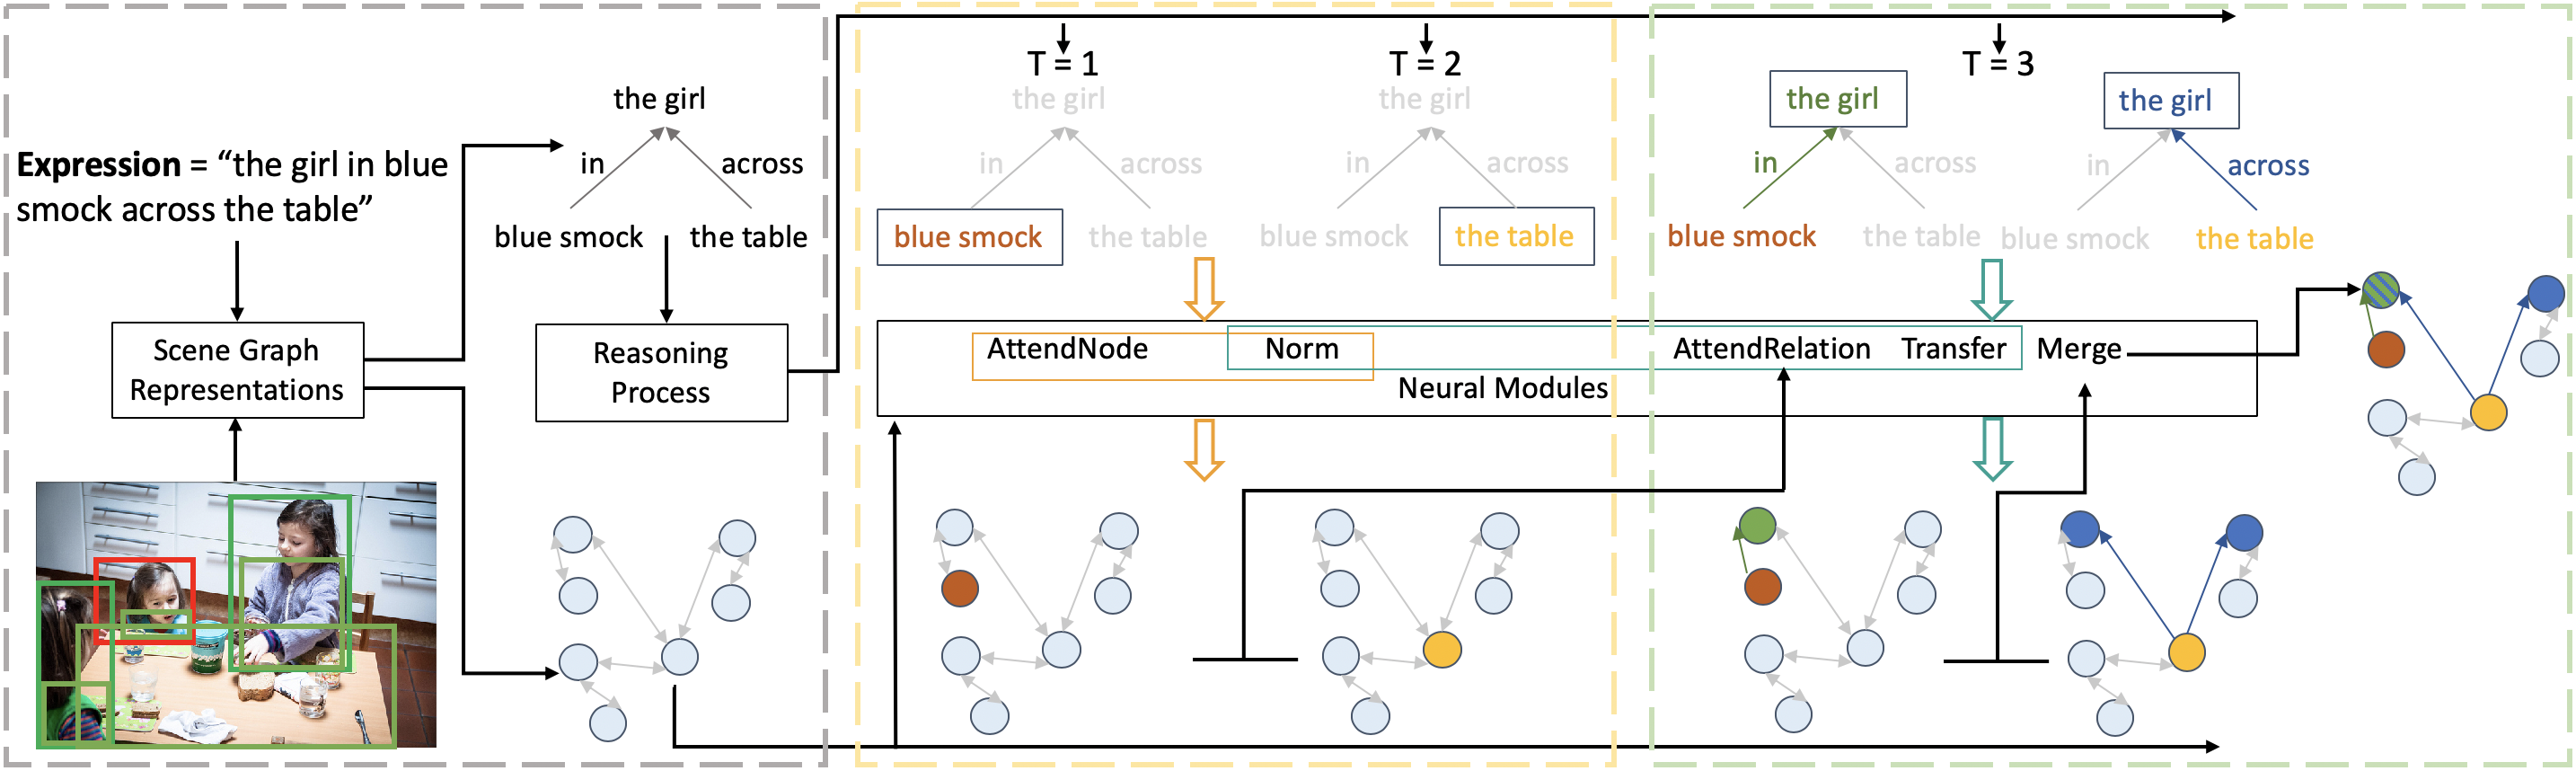 Expression = “the girl in blue
smock across the table”
Scene Graph
Representations
the girl
in
across
blue smock
the table
Reasoning
Process
T = 1
the girl
in
across
blue smock
the table
T = 2
the girl
in
across
blue smock
the table
T = 3
the girl
in
across
blue smock
the table
the girl
in
across
blue smock
the table
AttendNode
Norm
AttendRelation
Transfer
Merge
Neural Modules